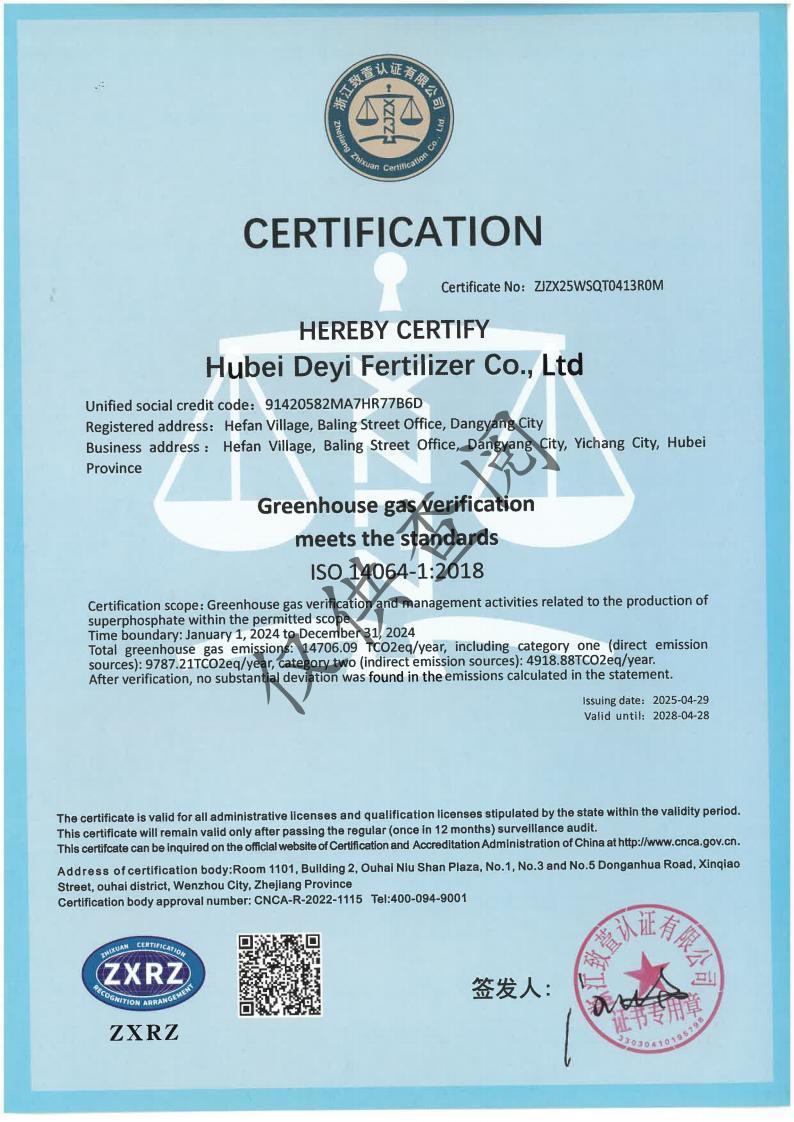 浙江致萱认证有限公司
ZJZX
Zhejiang Zhixuan Certification Co., Ltd.
CERTIFICATION
Certificate No: ZJZX25WSQT0413R0M
HEREBY CERTIFY
Hubei Deyi Fertilizer Co., Ltd
Unified social credit code: 91420582MA7HR77B6D
Registered address: Hefan Village, Baling Street Office, Dangyang City
Business address : Hefan Village, Baling Street Office, Dangyang City, Yichang City, Hubei
Province
Greenhouse gas verification
meets the standards
ISO 14064-1:2018
Certification scope: Greenhouse gas verification and management activities related to the production of
superphosphate within the permitted scope
Time boundary: January 1, 2024 to December 31, 2024
Total greenhouse gas emissions: 14706.09 TCO2eq/year, including category one (direct emission
sources): 9787.21TCO2eq/year, category two (indirect emission sources): 4918.88TCO2eq/year.
After verification, no substantial deviation was found in the emissions calculated in the statement.
仅供查阅
Issuing date: 2025-04-29
Valid until: 2028-04-28
The certificate is valid for all administrative licenses and qualification licenses stipulated by the state within the validity period.
This certificate will remain valid only after passing the regular (once in 12 months) surveillance audit.
This certifcate can be inquired on the official website of Certification and Accreditation Administration of China at http://www.cnca.gov.cn.
Address of certification body:Room 1101, Building 2, Ouhai Niu Shan Plaza, No.1, No.3 and No.5 Donganhua Road, Xinqiao
Street, ouhai district, Wenzhou City, Zhejiang Province
Certification body approval number: CNCA-R-2022-1115 Tel:400-094-9001
ZHIXUAN CERTIFICATION
ZXRZ
RECOGNITION ARRANGEMENT
ZXRZ
签发人:
浙江致萱认证有限公司
证书专用章
33030410195798